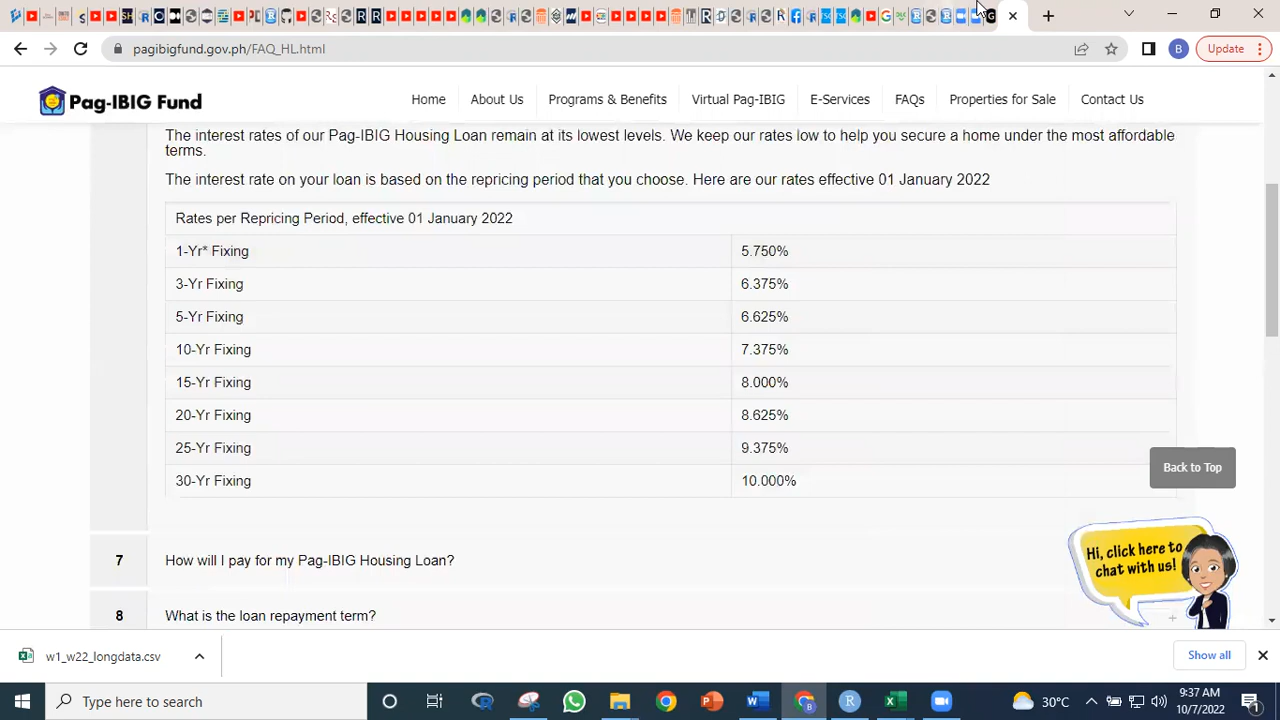 pagibigfund.gov.ph/FAQ_HL.html
B
Update
Pag-IBIG Fund
Home
About Us
Programs & Benefits
Virtual Pag-IBIG
E-Services
FAQs
Properties for Sale
Contact Us
The interest rates of our Pag-IBIG Housing Loan remain at its lowest levels. We keep our rates low to help you secure a home under the most affordable
terms.
The interest rate on your loan is based on the repricing period that you choose. Here are our rates effective 01 January 2022
Rates per Repricing Period, effective 01 January 2022
1-Yr* Fixing 5.750%
3-Yr Fixing 6.375%
5-Yr Fixing 6.625%
10-Yr Fixing 7.375%
15-Yr Fixing 8.000%
20-Yr Fixing 8.625%
25-Yr Fixing 9.375%
30-Yr Fixing 10.000%
Back to Top
7 How will I pay for my Pag-IBIG Housing Loan?
Hi, click here to
chat with us!
8 What is the loan repayment term?
w1_w22_longdata.csv
Show all
Type here to search
30°C
9:37 AM
10/7/2022